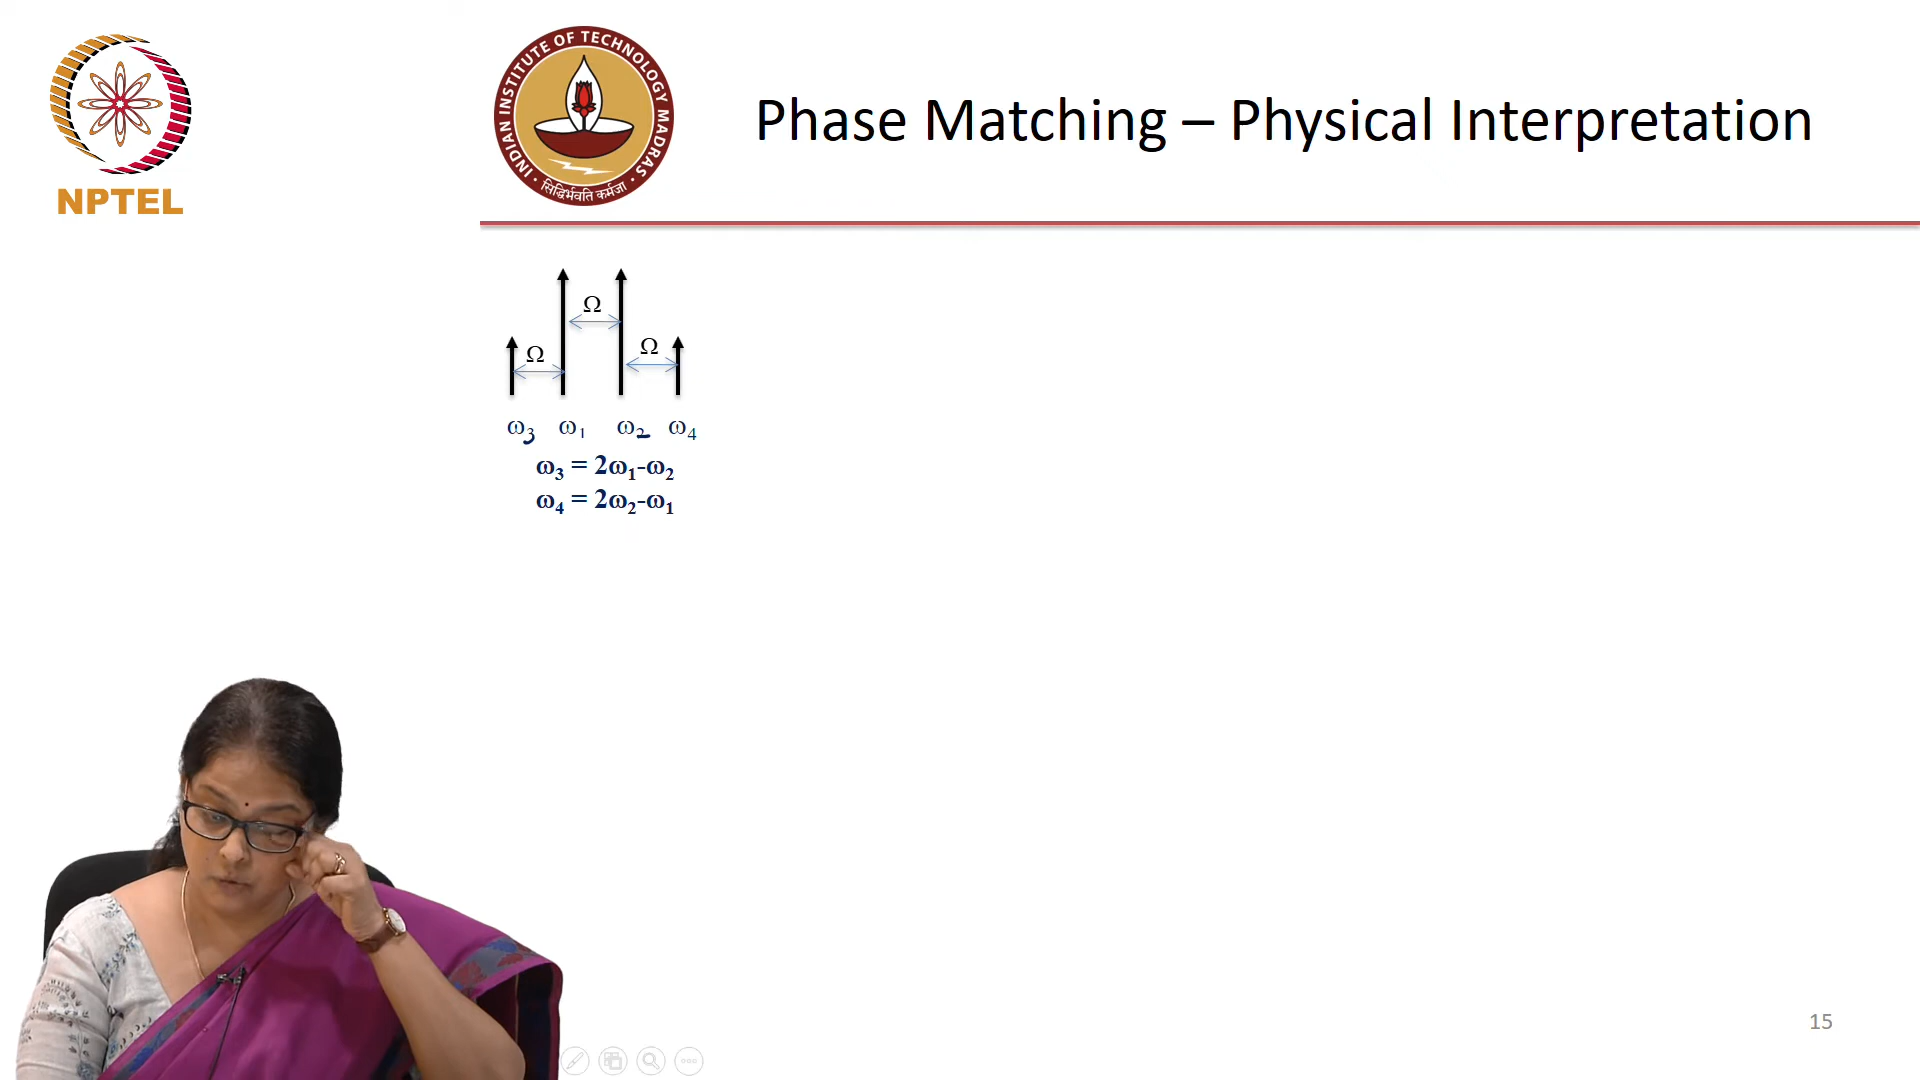 NPTEL
INDIAN INSTITUTE OF TECHNOLOGY MADRAS
सिद्धिर्भवति कर्मजा
Phase Matching – Physical Interpretation
Ω
Ω
Ω
ω3 ω1 ω2 ω4
ω3 = 2ω1-ω2
ω4 = 2ω2-ω1
15